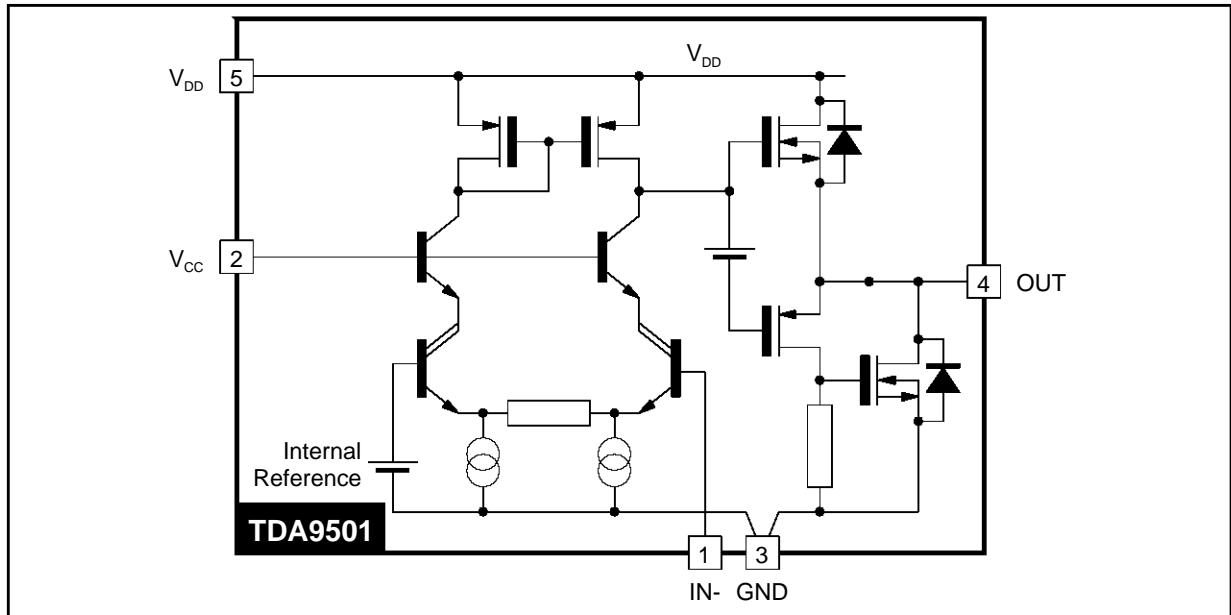 V_DD
5
V_DD
V_CC
2
4
OUT
Internal
Reference
TDA9501
1
3
IN-
GND